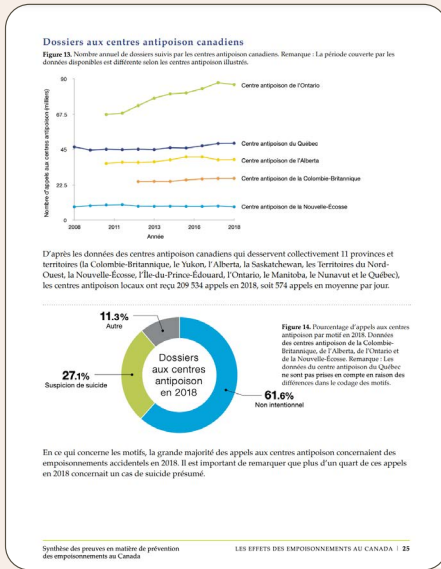 Dossiers aux centres antipoison canadiens
Figure 13. Nombre annuel de dossiers suivis par les centres antipoison canadiens. Remarque : La période couverte par les
données disponibles est différente selon les centres antipoison illustrés.
Nombre d'appels aux centres antipoison (milliers)
90
67.5
45
22.5
0
2008
2011
2013
2016
2018
Année
Centre antipoison de l'Ontario
Centre antipoison du Québec
Centre antipoison de l'Alberta
Centre antipoison de la Colombie-Britannique
Centre antipoison de la Nouvelle-Écosse
D'après les données des centres antipoison canadiens qui desservent collectivement 11 provinces et
territoires (la Colombie-Britannique, le Yukon, l'Alberta, la Saskatchewan, les Territoires du Nord-
Ouest, la Nouvelle-Écosse, l'Île-du-Prince-Édouard, l'Ontario, le Manitoba, le Nunavut et le Québec),
les centres antipoison locaux ont reçu 209 534 appels en 2018, soit 574 appels en moyenne par jour.
11.3%
Autre
27.1%
Suspicion de suicide
Dossiers
aux centres
antipoison
en 2018
61.6%
Non intentionnel
Figure 14. Pourcentage d'appels aux centres
antipoison par motif en 2018. Données
des centres antipoison de la Colombie-
Britannique, de l'Alberta, de l'Ontario et
de la Nouvelle-Écosse. Remarque : Les
données du centre antipoison du Québec
ne sont pas prises en compte en raison des
différences dans le codage des motifs.
En ce qui concerne les motifs, la grande majorité des appels aux centres antipoison concernaient des
empoisonnements accidentels en 2018. Il est important de remarquer que plus d'un quart de ces appels
en 2018 concernait un cas de suicide présumé.
Synthèse des preuves en matière de prévention
des empoisonnements au Canada
LES EFFETS DES EMPOISONNEMENTS AU CANADA | 25